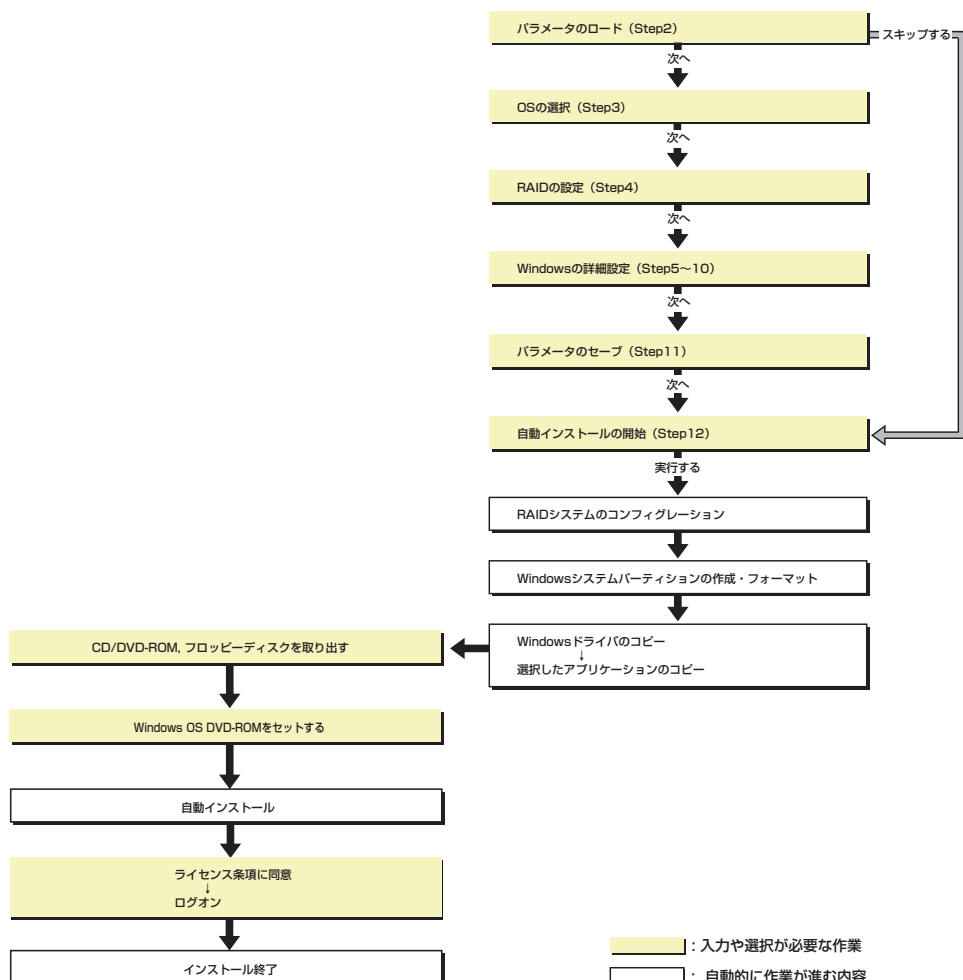 パラメータのロード（Step2）
スキップする
次へ
OSの選択（Step3）
次へ
RAIDの設定（Step4）
次へ
Windowsの詳細設定（Step5～10）
次へ
パラメータのセーブ（Step11）
次へ
自動インストールの開始（Step12）
実行する
RAIDシステムのコンフィグレーション
Windowsシステムパーティションの作成・フォーマット
Windowsドライバのコピー
↓
選択したアプリケーションのコピー
CD/DVD-ROM, フロッピーディスクを取り出す
Windows OS DVD-ROMをセットする
自動インストール
ライセンス条項に同意
↓
ログオン
インストール終了
：入力や選択が必要な作業
：自動的に作業が進む内容